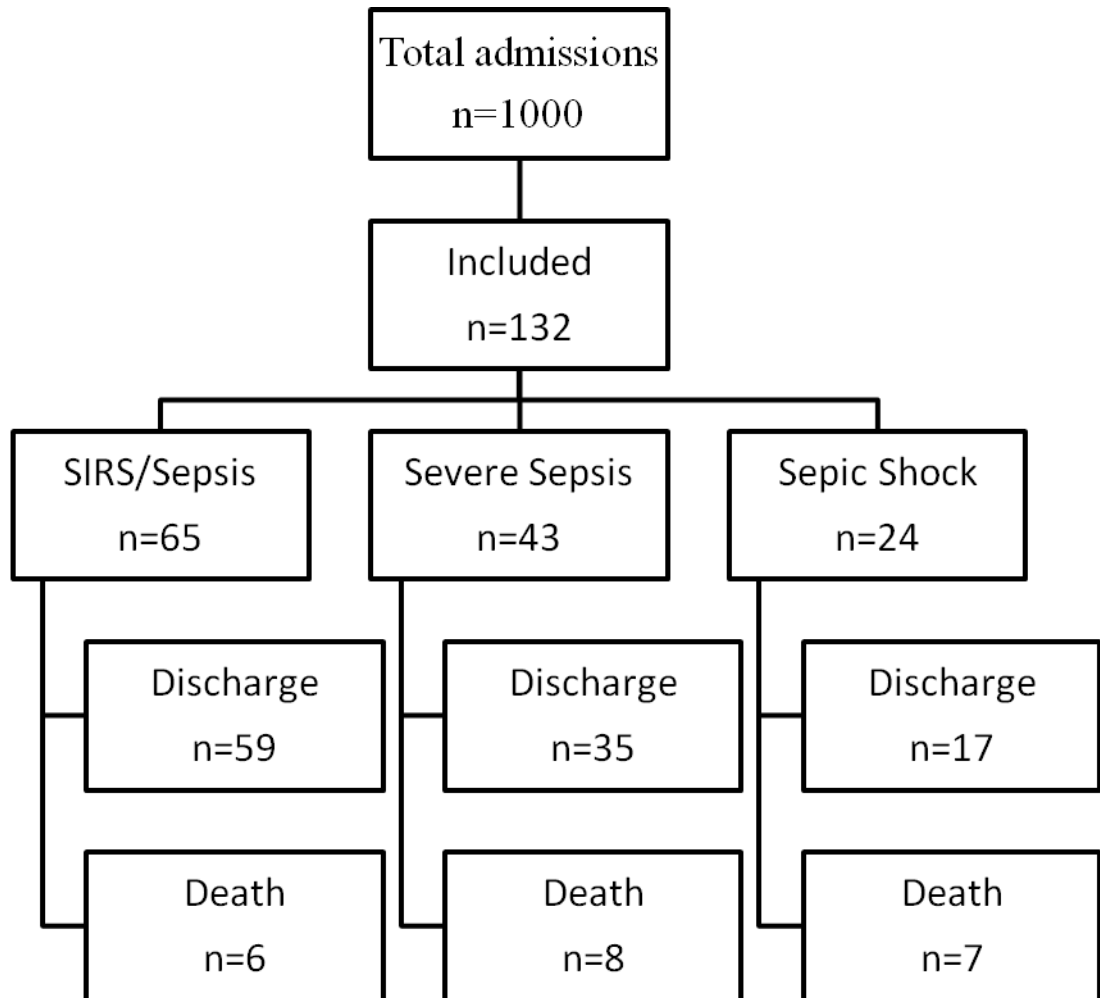 Total admissions
n=1000
Included
n=132
SIRS/Sepsis
n=65
Severe Sepsis
n=43
Sepic Shock
n=24
Discharge
n=59
Discharge
n=35
Discharge
n=17
Death
n=6
Death
n=8
Death
n=7